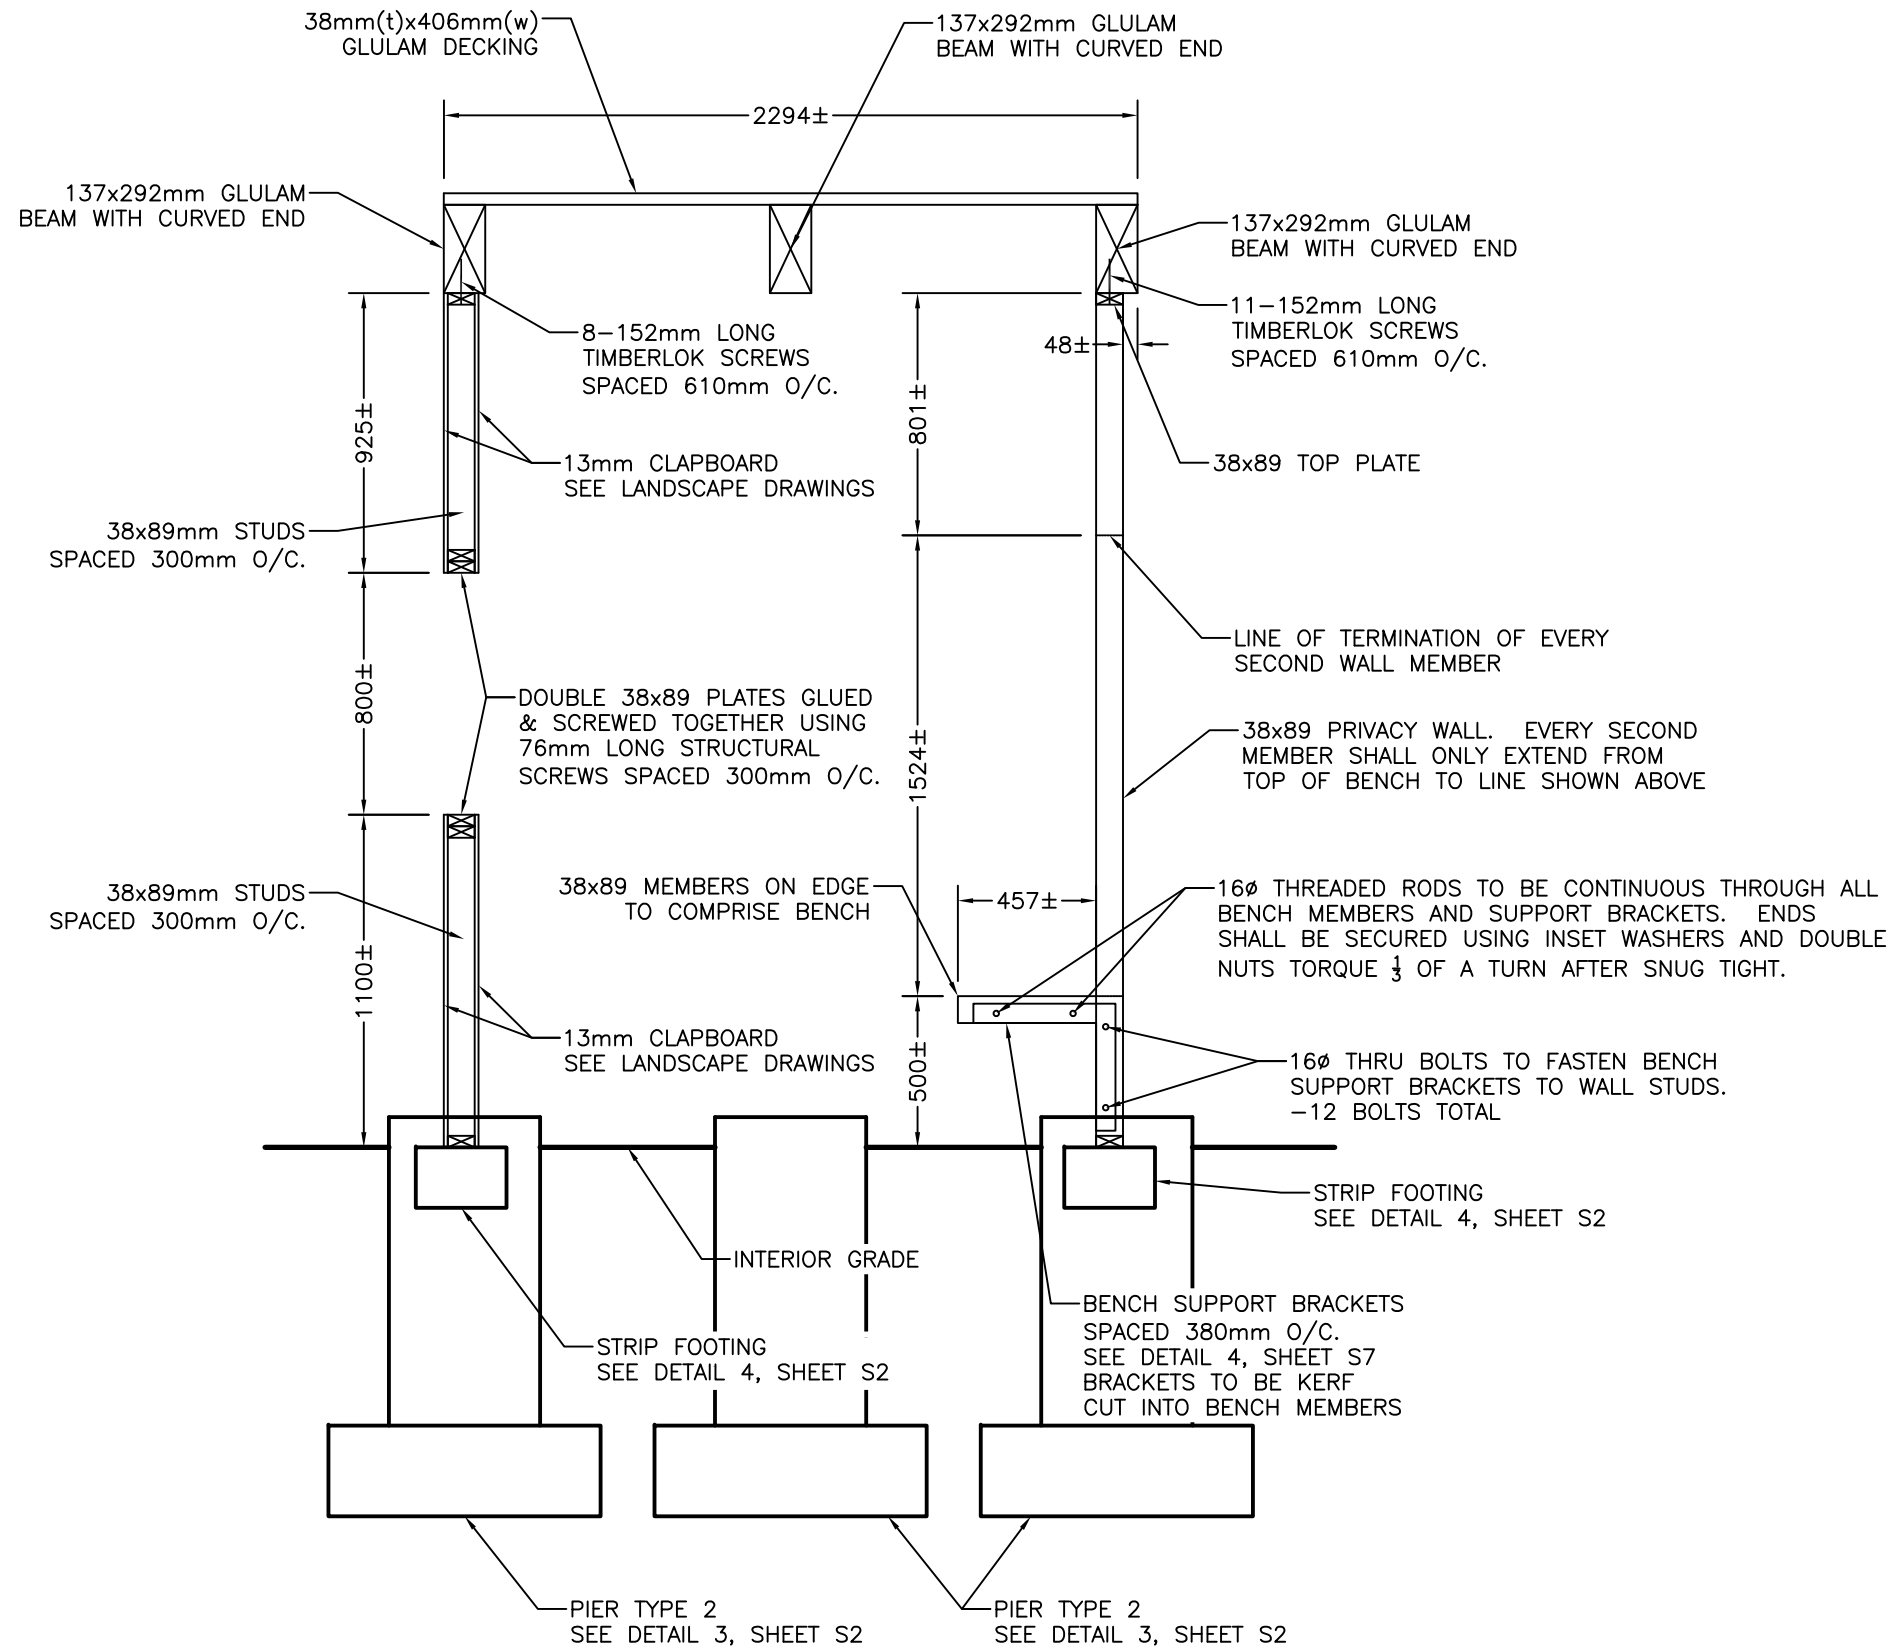 38mm(t)x406mm(w)
GLULAM DECKING
137x292mm GLULAM
BEAM WITH CURVED END
2294±
137x292mm GLULAM
BEAM WITH CURVED END
137x292mm GLULAM
BEAM WITH CURVED END
8-152mm LONG
TIMBERLOK SCREWS
SPACED 610mm O/C.
11-152mm LONG
TIMBERLOK SCREWS
SPACED 610mm O/C.
48±
925±
801±
13mm CLAPBOARD
SEE LANDSCAPE DRAWINGS
38x89 TOP PLATE
38x89mm STUDS
SPACED 300mm O/C.
LINE OF TERMINATION OF EVERY
SECOND WALL MEMBER
800±
DOUBLE 38x89 PLATES GLUED
& SCREWED TOGETHER USING
76mm LONG STRUCTURAL
SCREWS SPACED 300mm O/C.
1524±
38x89 PRIVACY WALL. EVERY SECOND
MEMBER SHALL ONLY EXTEND FROM
TOP OF BENCH TO LINE SHOWN ABOVE
38x89mm STUDS
SPACED 300mm O/C.
38x89 MEMBERS ON EDGE
TO COMPRISE BENCH
457±
16ø THREADED RODS TO BE CONTINUOUS THROUGH ALL
BENCH MEMBERS AND SUPPORT BRACKETS. ENDS
SHALL BE SECURED USING INSET WASHERS AND DOUBLE
NUTS TORQUE 1/3 OF A TURN AFTER SNUG TIGHT.
1100±
13mm CLAPBOARD
SEE LANDSCAPE DRAWINGS
500±
16ø THRU BOLTS TO FASTEN BENCH
SUPPORT BRACKETS TO WALL STUDS.
-12 BOLTS TOTAL
STRIP FOOTING
SEE DETAIL 4, SHEET S2
INTERIOR GRADE
BENCH SUPPORT BRACKETS
SPACED 380mm O/C.
SEE DETAIL 4, SHEET S7
BRACKETS TO BE KERF
CUT INTO BENCH MEMBERS
STRIP FOOTING
SEE DETAIL 4, SHEET S2
PIER TYPE 2
SEE DETAIL 3, SHEET S2
PIER TYPE 2
SEE DETAIL 3, SHEET S2